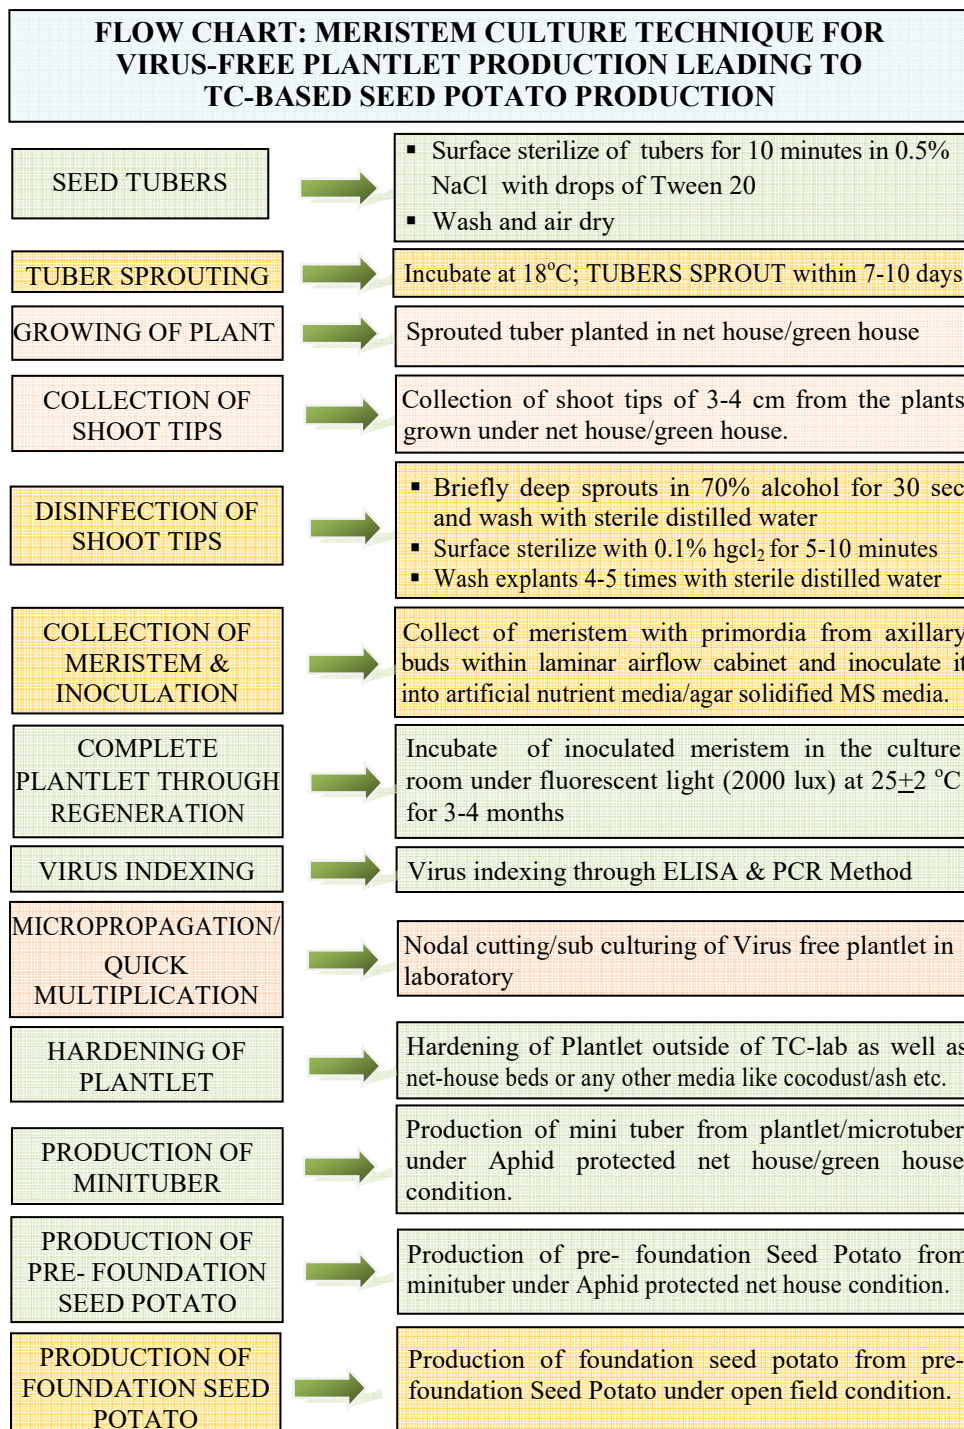 FLOW CHART: MERISTEM CULTURE TECHNIQUE FOR
VIRUS-FREE PLANTLET PRODUCTION LEADING TO
TC-BASED SEED POTATO PRODUCTION
SEED TUBERS
▪ Surface sterilize of tubers for 10 minutes in 0.5%
NaCl with drops of Tween 20
▪ Wash and air dry
TUBER SPROUTING
Incubate at 18°C; TUBERS SPROUT within 7-10 days
GROWING OF PLANT
Sprouted tuber planted in net house/green house
COLLECTION OF
SHOOT TIPS
Collection of shoot tips of 3-4 cm from the plants
grown under net house/green house.
DISINFECTION OF
SHOOT TIPS
▪ Briefly deep sprouts in 70% alcohol for 30 sec
and wash with sterile distilled water
▪ Surface sterilize with 0.1% hgcl₂ for 5-10 minutes
▪ Wash explants 4-5 times with sterile distilled water
COLLECTION OF
MERISTEM &
INOCULATION
Collect of meristem with primordia from axillary
buds within laminar airflow cabinet and inoculate it
into artificial nutrient media/agar solidified MS media.
COMPLETE
PLANTLET THROUGH
REGENERATION
Incubate of inoculated meristem in the culture
room under fluorescent light (2000 lux) at 25±2 °C
for 3-4 months
VIRUS INDEXING
Virus indexing through ELISA & PCR Method
MICROPROPAGATION/
QUICK
MULTIPLICATION
Nodal cutting/sub culturing of Virus free plantlet in
laboratory
HARDENING OF
PLANTLET
Hardening of Plantlet outside of TC-lab as well as
net-house beds or any other media like cocodust/ash etc.
PRODUCTION OF
MINITUBER
Production of mini tuber from plantlet/microtuber
under Aphid protected net house/green house
condition.
PRODUCTION OF
PRE- FOUNDATION
SEED POTATO
Production of pre- foundation Seed Potato from
minituber under Aphid protected net house condition.
PRODUCTION OF
FOUNDATION SEED
POTATO
Production of foundation seed potato from pre-
foundation Seed Potato under open field condition.